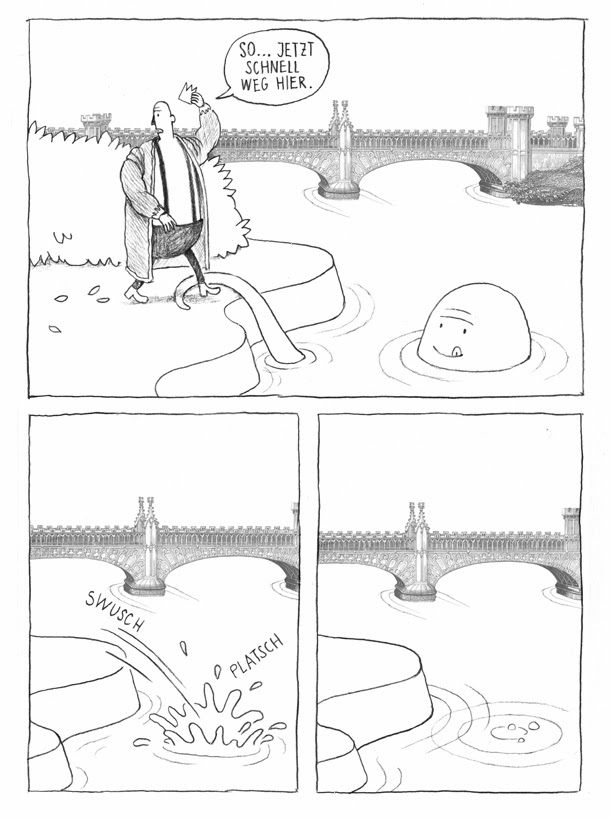 SO... JETZT
SCHNELL
WEG HIER.
SWUSCH
PLATSCH